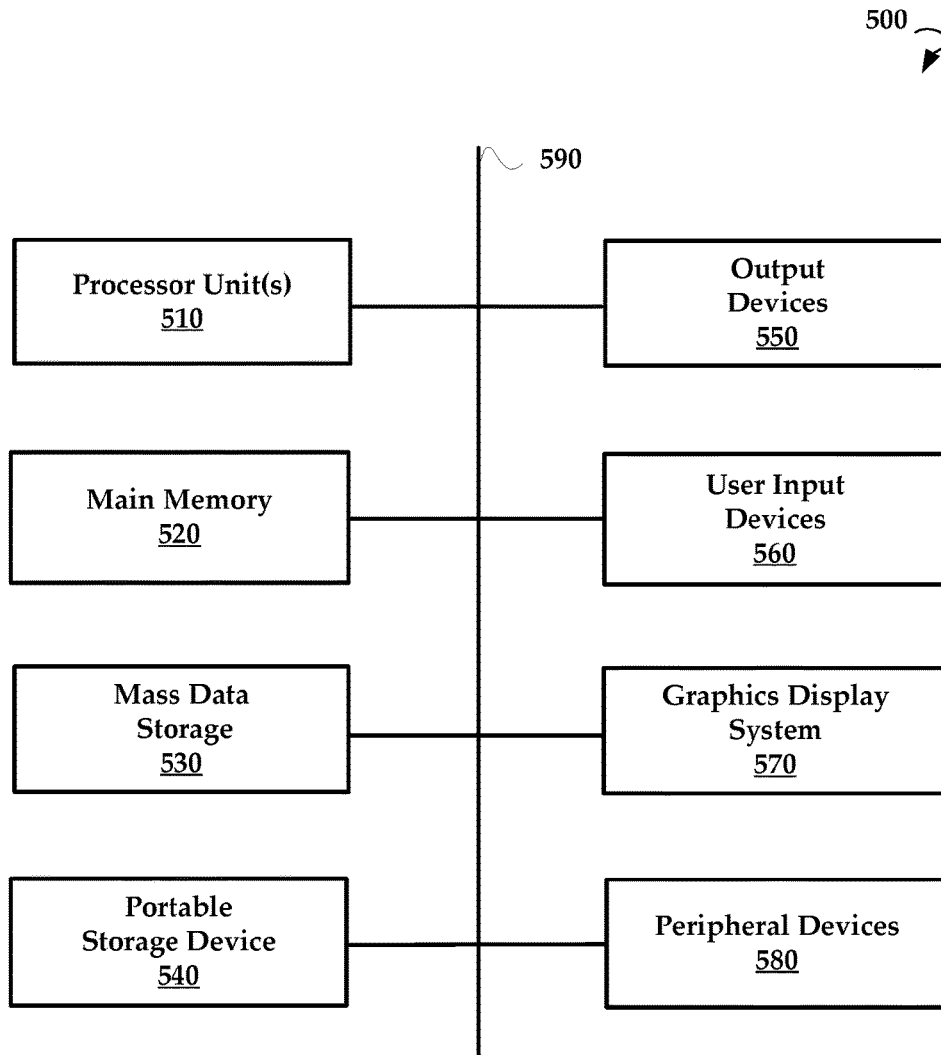 500
590
Processor Unit(s)
510
Output
Devices
550
Main Memory
520
User Input
Devices
560
Mass Data
Storage
530
Graphics Display
System
570
Portable
Storage Device
540
Peripheral Devices
580